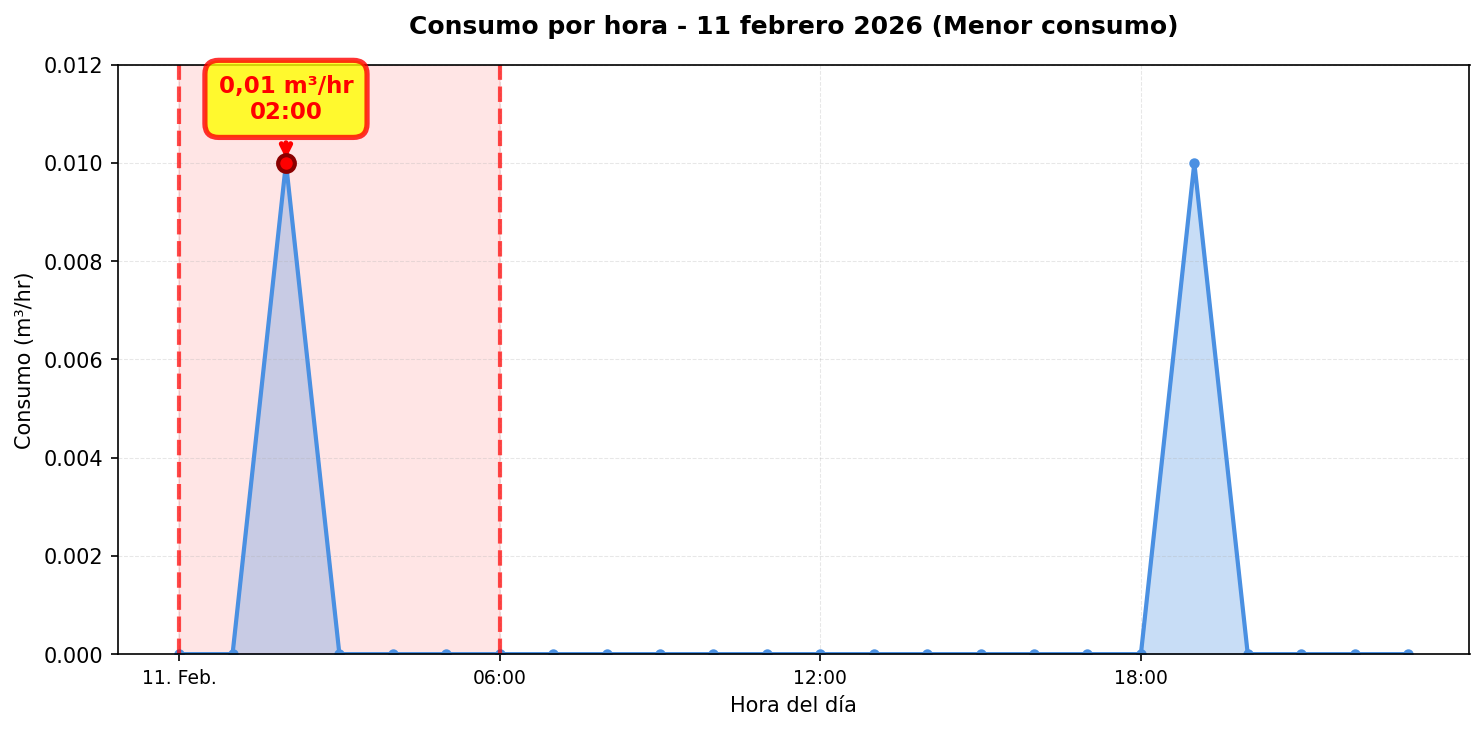 Consumo por hora - 11 febrero 2026 (Menor consumo)
0,01 m³/hr
02:00
Consumo (m³/hr)
0.012
0.010
0.008
0.006
0.004
0.002
0.000
11. Feb.
06:00
12:00
18:00
Hora del día